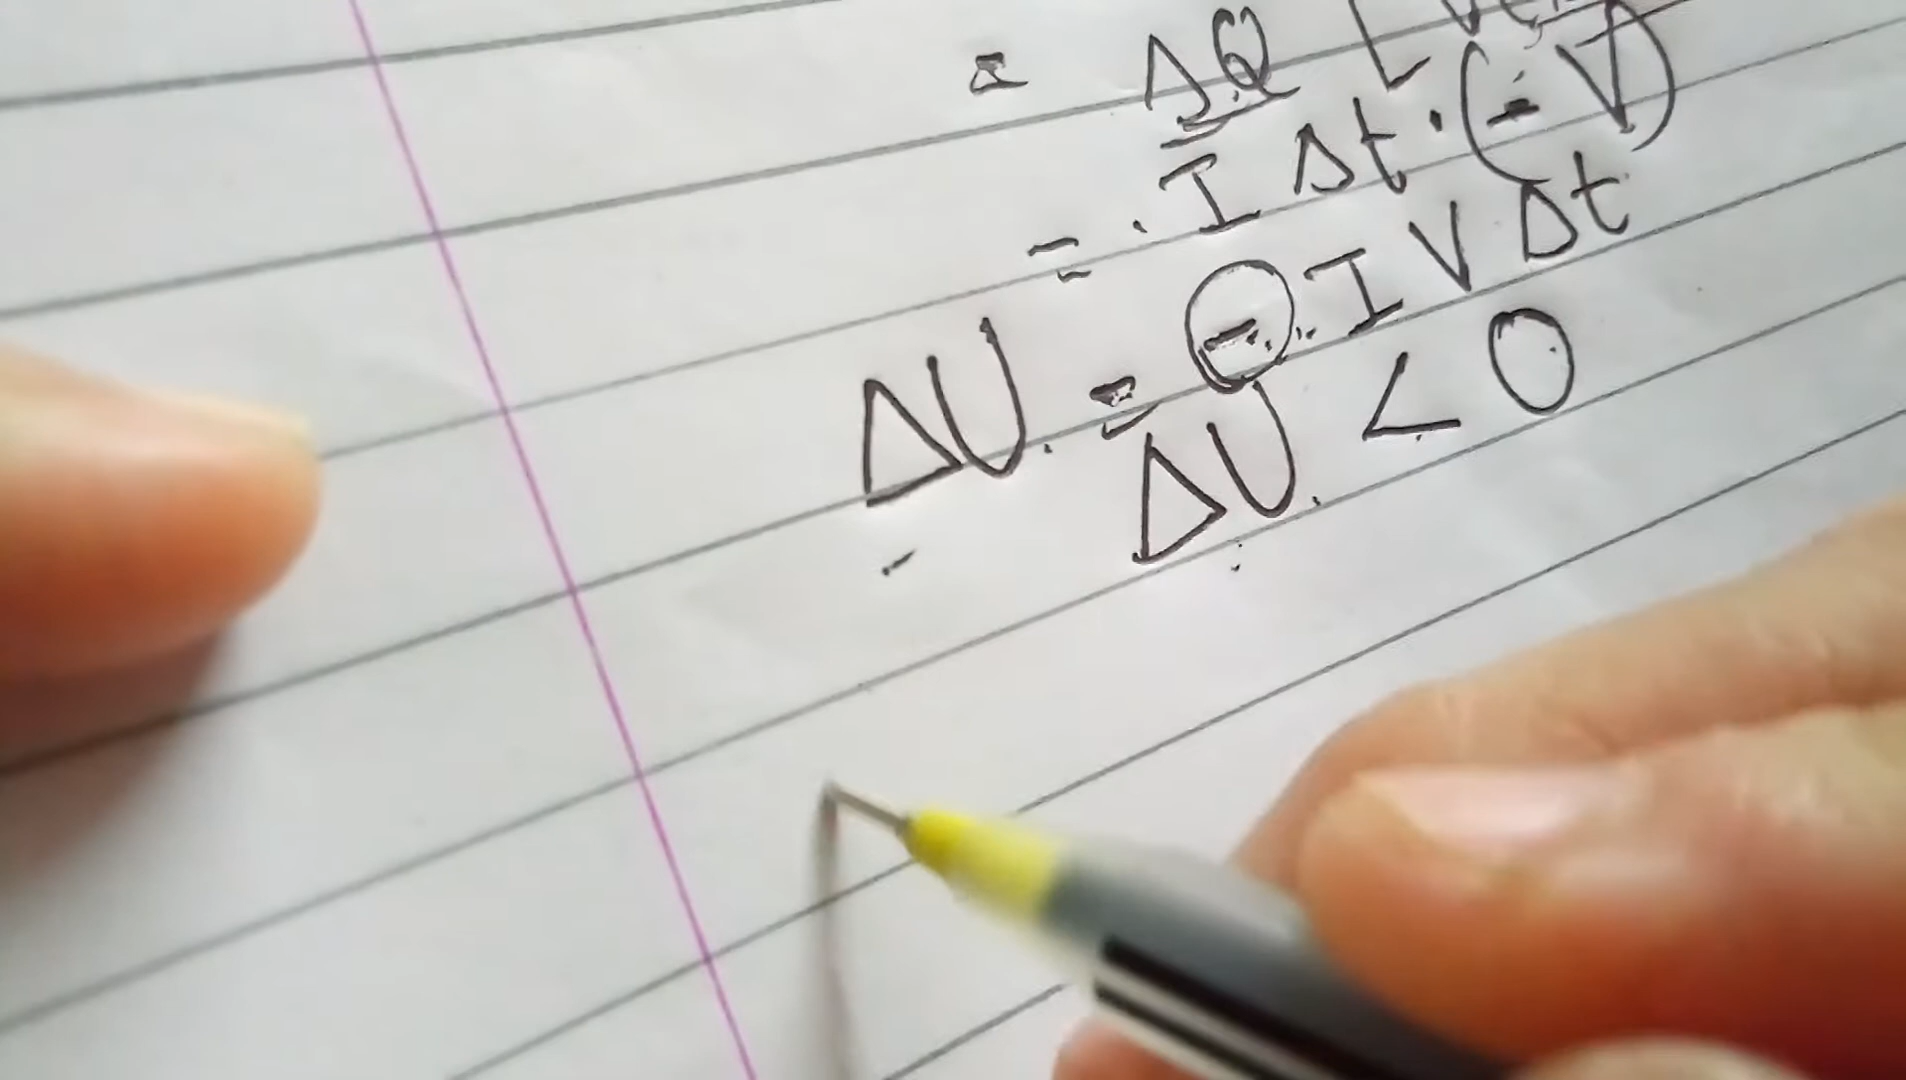 = ΔQ [
= I Δt · (- V)
ΔU = - I V Δt
ΔU < 0